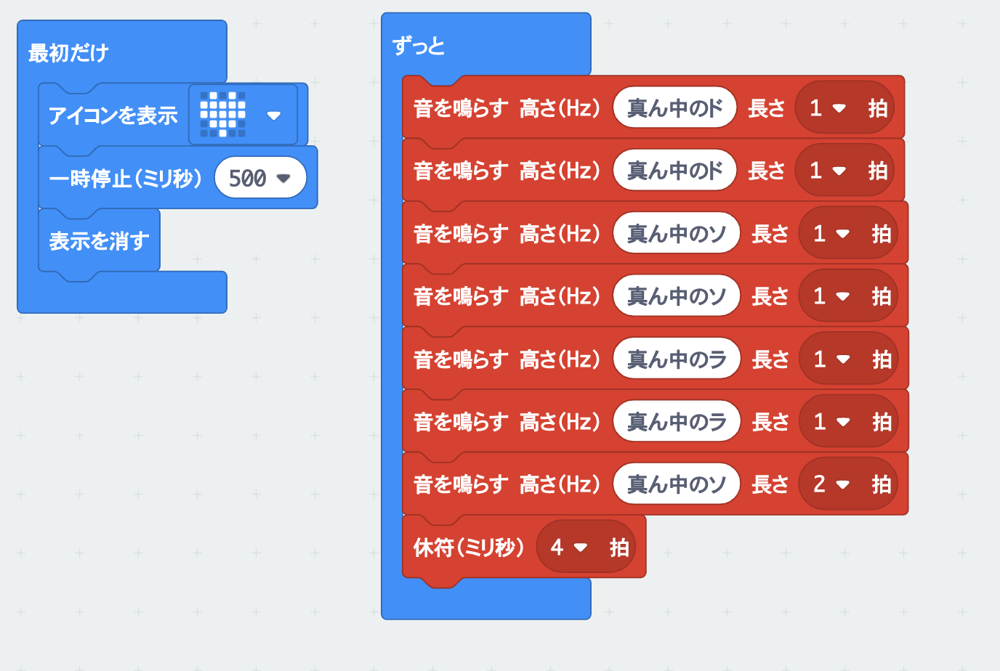 最初だけ
アイコンを表示
一時停止(ミリ秒) 500
表示を消す
ずっと
音を鳴らす 高さ(Hz) 真ん中のド 長さ 1 拍
音を鳴らす 高さ(Hz) 真ん中のド 長さ 1 拍
音を鳴らす 高さ(Hz) 真ん中のソ 長さ 1 拍
音を鳴らす 高さ(Hz) 真ん中のソ 長さ 1 拍
音を鳴らす 高さ(Hz) 真ん中のラ 長さ 1 拍
音を鳴らす 高さ(Hz) 真ん中のラ 長さ 1 拍
音を鳴らす 高さ(Hz) 真ん中のソ 長さ 2 拍
休符(ミリ秒) 4 拍